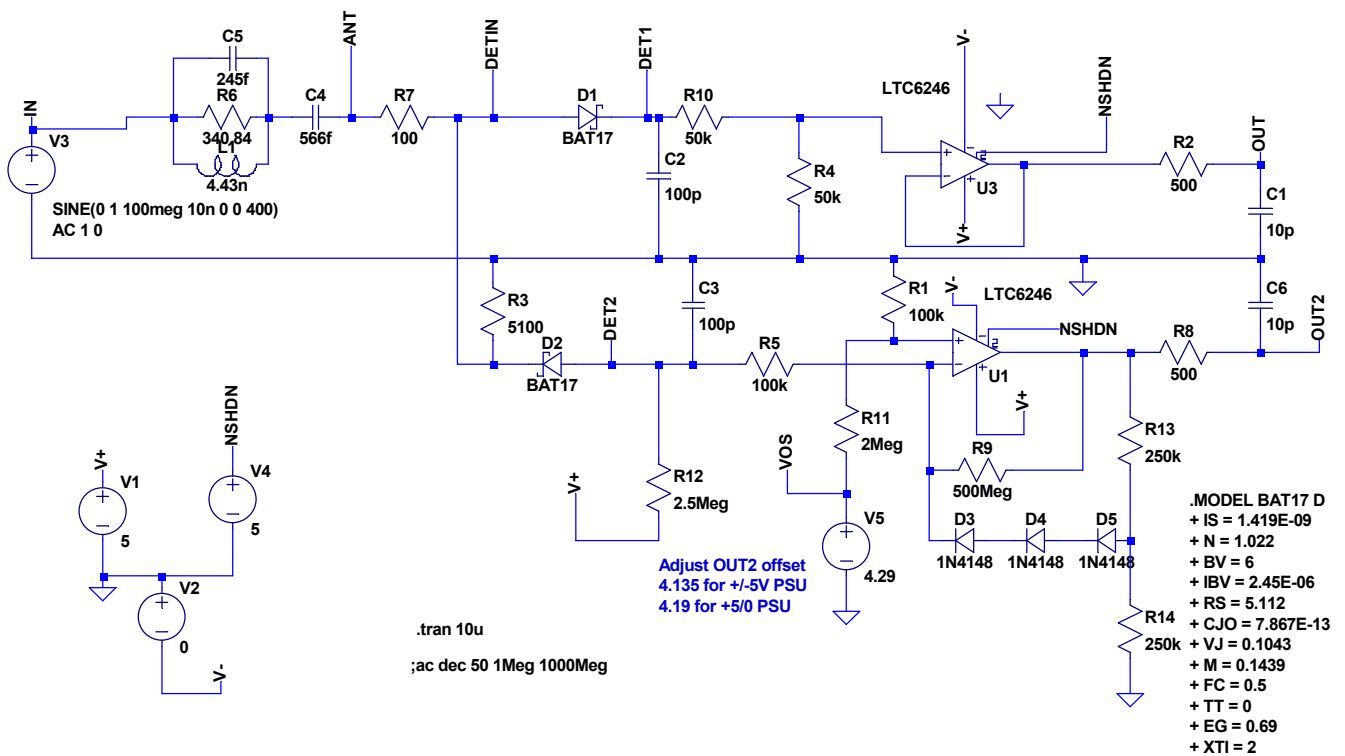 C5
245f
R6
340.84
L1
4.43n
C4
566f
ANT
R7
100
DETIN
D1
BAT17
DET1
R10
50k
C2
100p
R4
50k
V-
LTC6246
NSHDN
U3
V+
R2
500
OUT
C1
10p
IN
V3
SINE(0 1 100meg 10n 0 0 400)
AC 1 0
R3
5100
D2
BAT17
DET2
C3
100p
R5
100k
R1
100k
V-
LTC6246
NSHDN
U1
V+
R8
500
C6
10p
OUT2
R11
2Meg
VOS
V5
4.29
R9
500Meg
D3
1N4148
D4
1N4148
D5
1N4148
R13
250k
R14
250k
V+
R12
2.5Meg
Adjust OUT2 offset
4.135 for +/-5V PSU
4.19 for +5/0 PSU
V+
V1
5
NSHDN
V4
5
V2
0
V-
.tran 10u
;ac dec 50 1Meg 1000Meg
.MODEL BAT17 D
+ IS = 1.419E-09
+ N = 1.022
+ BV = 6
+ IBV = 2.45E-06
+ RS = 5.112
+ CJO = 7.867E-13
+ VJ = 0.1043
+ M = 0.1439
+ FC = 0.5
+ TT = 0
+ EG = 0.69
+ XTI = 2